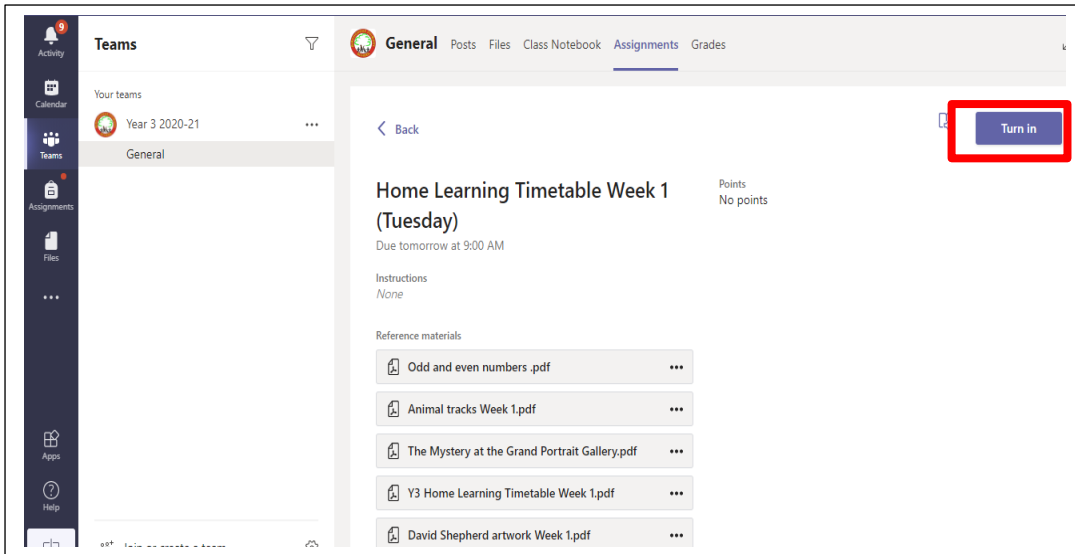 9
Activity
Calendar
Teams
Assignments
Files
Apps
Help
Teams
Your teams
Year 3 2020-21
General
General Posts Files Class Notebook Assignments Grades
Back
Turn in
Home Learning Timetable Week 1
(Tuesday)
Due tomorrow at 9:00 AM
Points
No points
Instructions
None
Reference materials
Odd and even numbers .pdf
Animal tracks Week 1.pdf
The Mystery at the Grand Portrait Gallery.pdf
Y3 Home Learning Timetable Week 1.pdf
David Shepherd artwork Week 1.pdf
Join or create a team